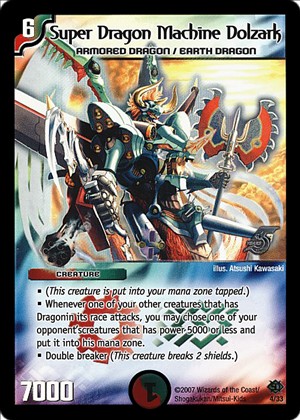 6
Super Dragon Machine Dolzark
ARMORED DRAGON / EARTH DRAGON
illus. Atsushi Kawasaki
CREATURE
▪ (This creature is put into your mana zone tapped.)
▪ Whenever one of your other creatures that has
Dragon in its race attacks, you may chose one of your
opponent's creatures that has power 5000 or less and
put it into his mana zone.
▪ Double breaker (This creature breaks 2 shields.)
7000
©2007 Wizards of the Coast/
Shogakukan/Mitsui-Kids
4/33